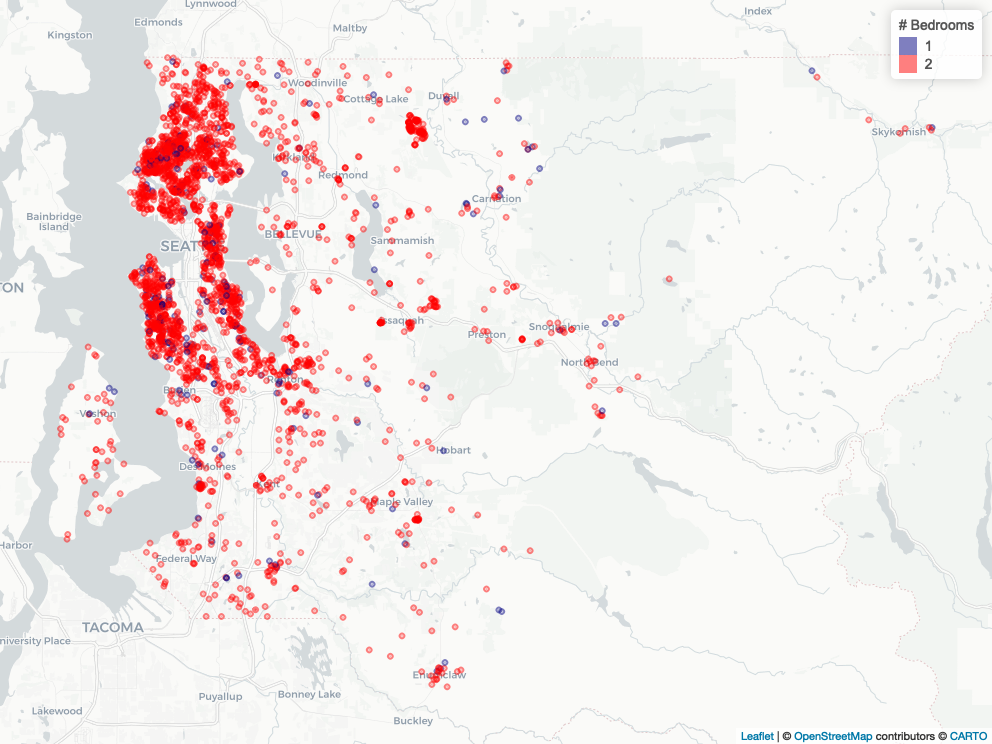 Lynnwood
Index
Edmonds
Maltby
Kingston
# Bedrooms
1
2
Woodinville
Cottage Lake
Duvall
Skykomish
Kirkland
Redmond
Carnation
Bainbridge
Island
BELLEVUE
SEAT
Sammamish
TON
Issaquah
Preston
Snoqualmie
North Bend
Renton
Burien
Vashon
Hobart
Des Moines
Kent
Maple Valley
Harbor
Federal Way
TACOMA
niversity Place
Enumclaw
Puyallup
Bonney Lake
Lakewood
Buckley
Leaflet | © OpenStreetMap contributors © CARTO